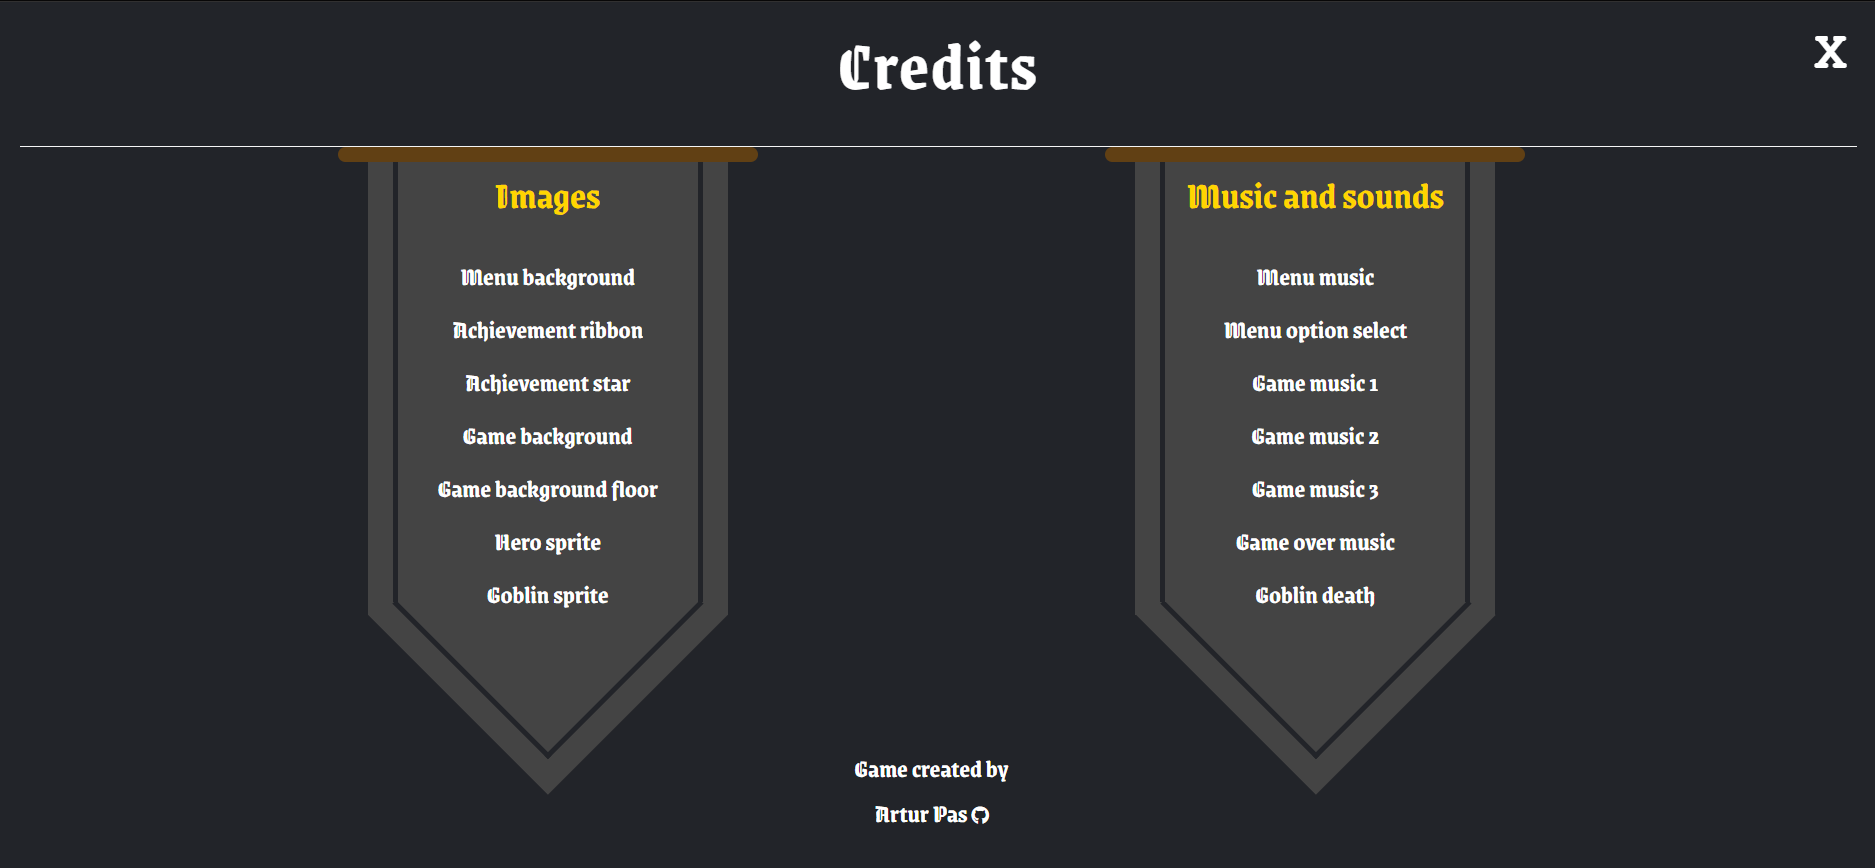 Credits
X
Images
Menu background
Achievement ribbon
Achievement star
Game background
Game background floor
Hero sprite
Goblin sprite
Music and sounds
Menu music
Menu option select
Game music 1
Game music 2
Game music 3
Game over music
Goblin death
Game created by
Artur Pas